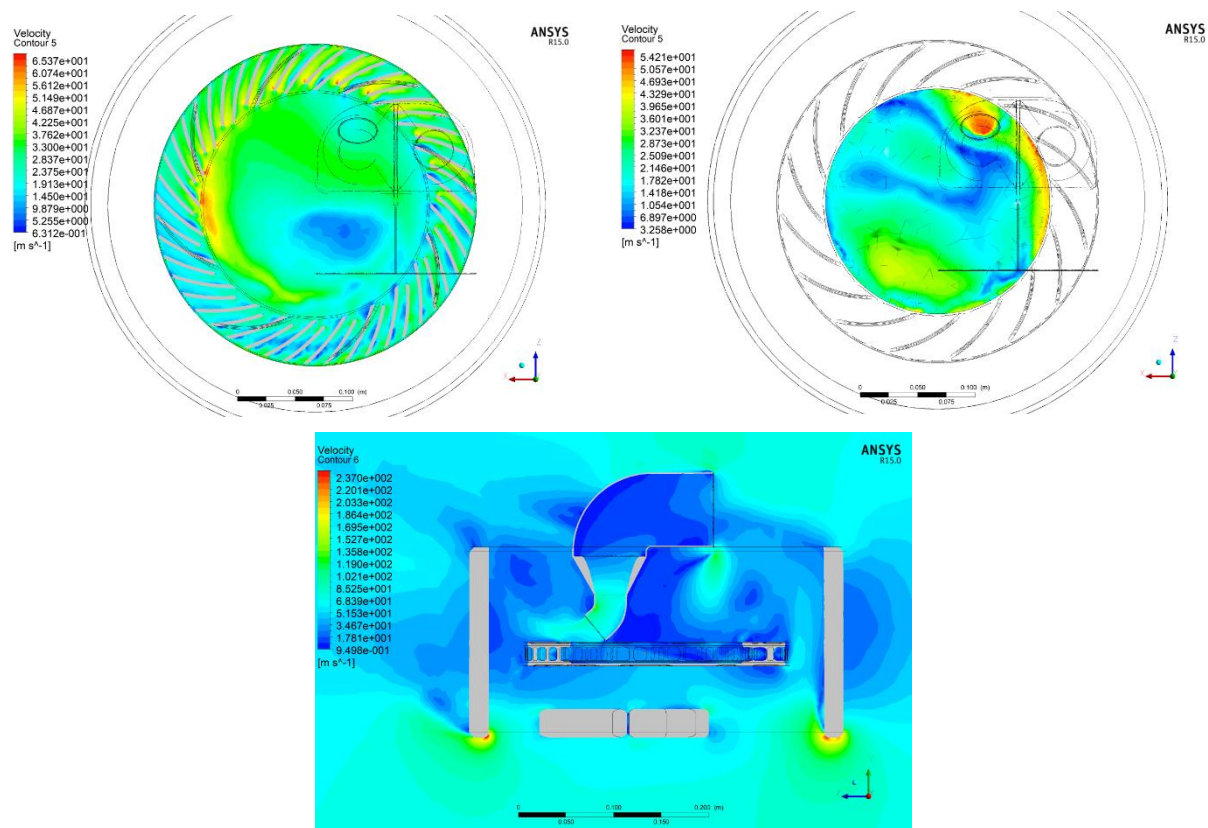 Velocity
Contour 5
6.537e+001
6.074e+001
5.612e+001
5.149e+001
4.687e+001
4.225e+001
3.762e+001
3.300e+001
2.837e+001
2.375e+001
1.913e+001
1.450e+001
9.879e+000
5.255e+000
6.312e-001
[m s^-1]
ANSYS
R15.0
Z
X
0 0.050 0.100 (m)
0.025 0.075
Velocity
Contour 5
5.421e+001
5.057e+001
4.693e+001
4.329e+001
3.965e+001
3.601e+001
3.237e+001
2.873e+001
2.509e+001
2.146e+001
1.782e+001
1.418e+001
1.054e+001
6.897e+000
3.258e+000
[m s^-1]
ANSYS
R15.0
Z
X
0 0.050 0.100 (m)
0.025 0.075
Velocity
Contour 6
2.370e+002
2.201e+002
2.033e+002
1.864e+002
1.695e+002
1.527e+002
1.358e+002
1.190e+002
1.021e+002
8.525e+001
6.839e+001
5.153e+001
3.467e+001
1.781e+001
9.498e-001
[m s^-1]
ANSYS
R15.0
0 0.100 0.200 (m)
0.050 0.150